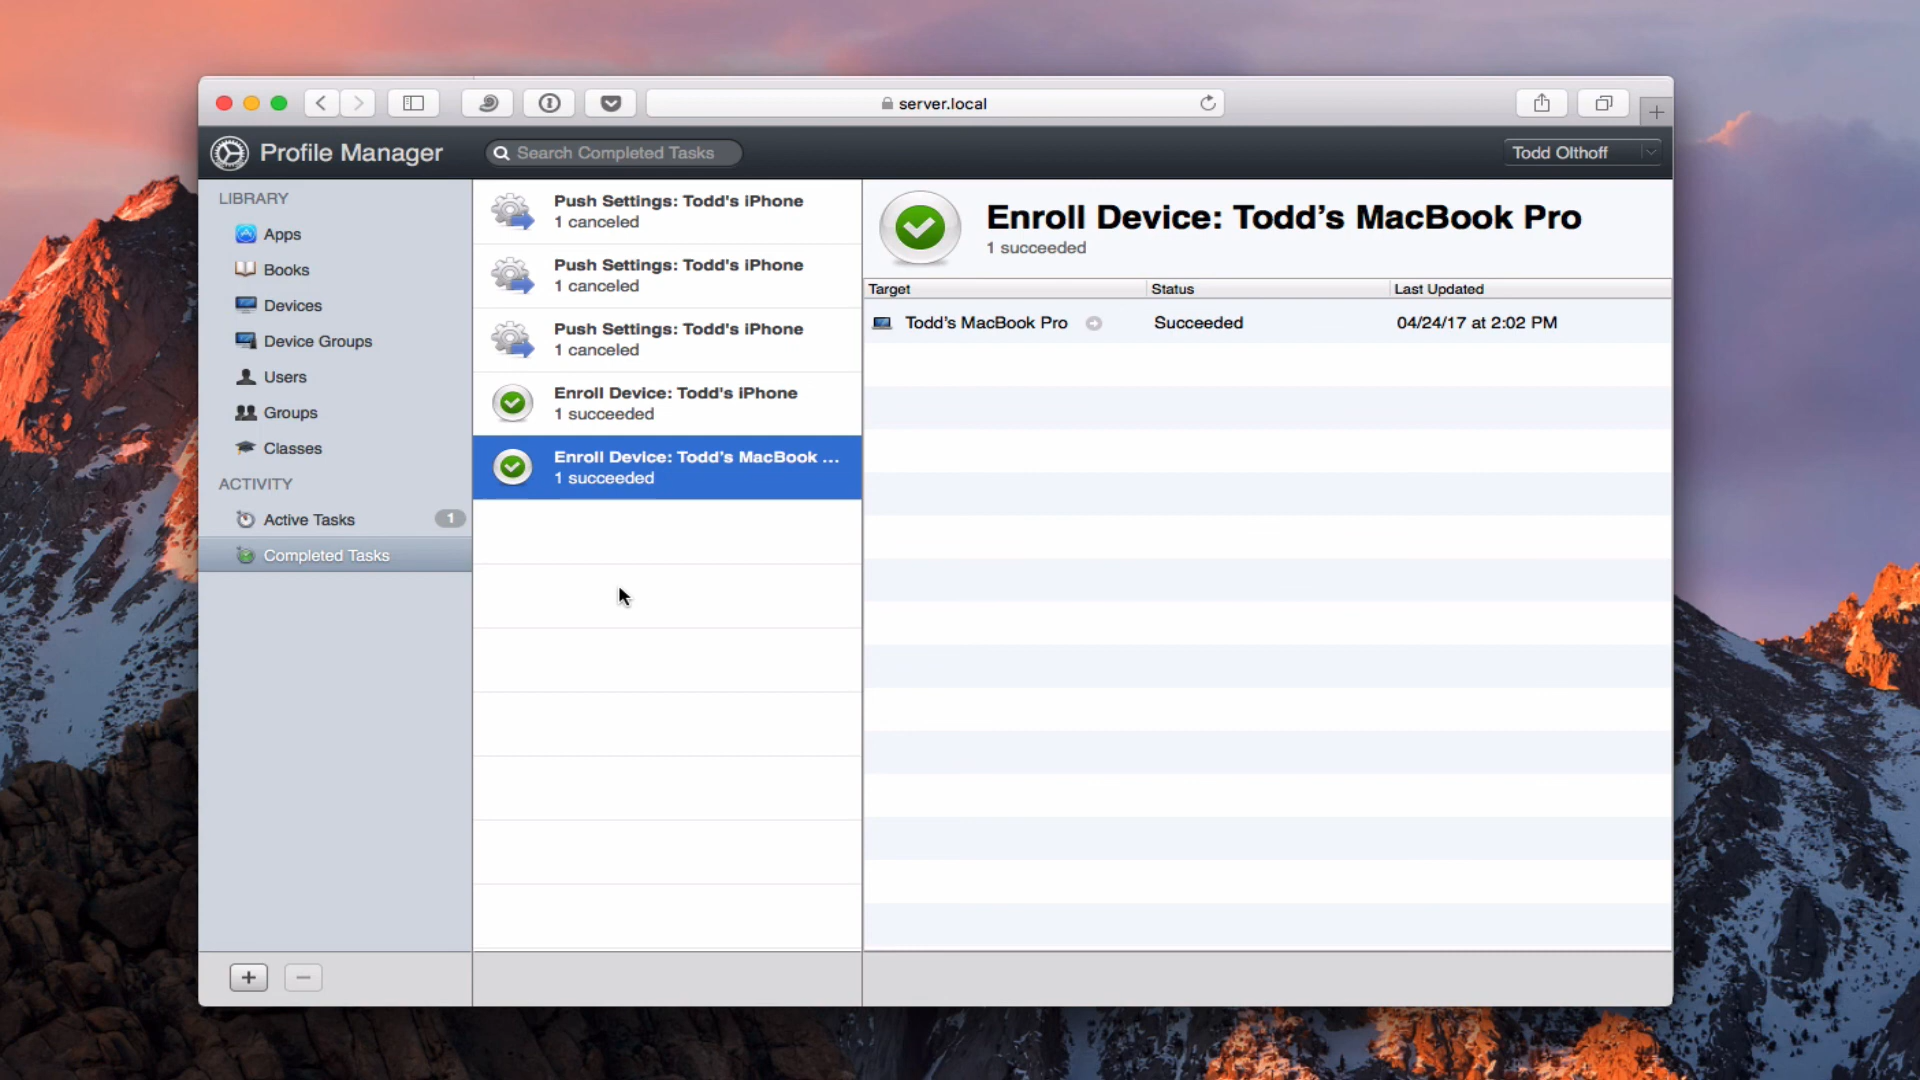 server.local
Profile Manager
Search Completed Tasks
Todd Olthoff
LIBRARY
Apps
Books
Devices
Device Groups
Users
Groups
Classes
ACTIVITY
Active Tasks
1
Completed Tasks
Push Settings: Todd's iPhone
1 canceled
Push Settings: Todd's iPhone
1 canceled
Push Settings: Todd's iPhone
1 canceled
Enroll Device: Todd's iPhone
1 succeeded
Enroll Device: Todd’s MacBook ...
1 succeeded
Enroll Device: Todd’s MacBook Pro
1 succeeded
Target Status Last Updated
Todd’s MacBook Pro Succeeded 04/24/17 at 2:02 PM